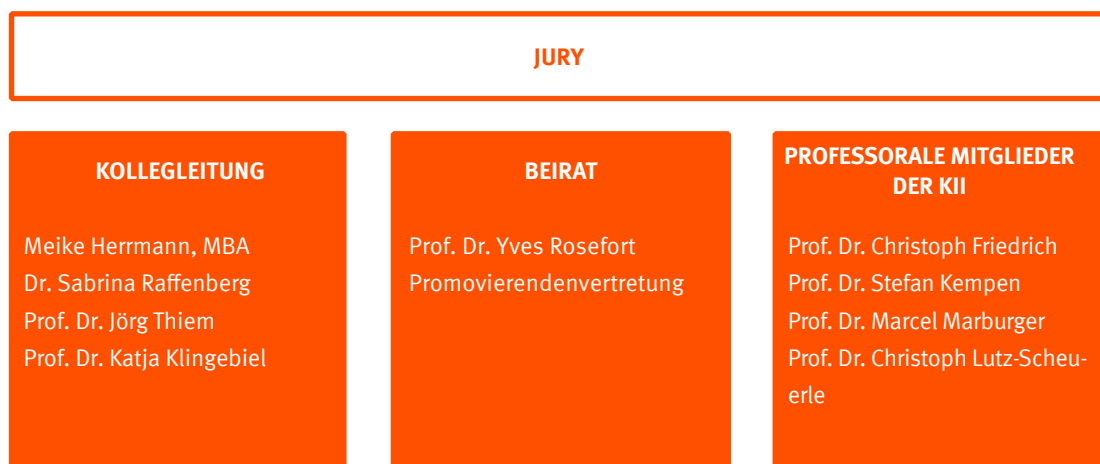 JURY
KOLLEGLEITUNG
Meike Herrmann, MBA
Dr. Sabrina Raffenberg
Prof. Dr. Jörg Thiem
Prof. Dr. Katja Klingebiel
BEIRAT
Prof. Dr. Yves Rosefort
Promovierendenvertretung
PROFESSORALE MITGLIEDER
DER KII
Prof. Dr. Christoph Friedrich
Prof. Dr. Stefan Kempen
Prof. Dr. Marcel Marburger
Prof. Dr. Christoph Lutz-Scheu-
erle